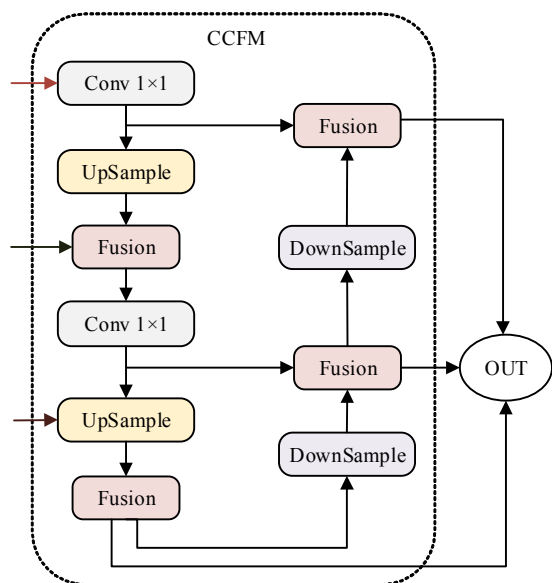 CCFM
Conv 1×1
Fusion
UpSample
Fusion
DownSample
Conv 1×1
Fusion
OUT
UpSample
DownSample
Fusion